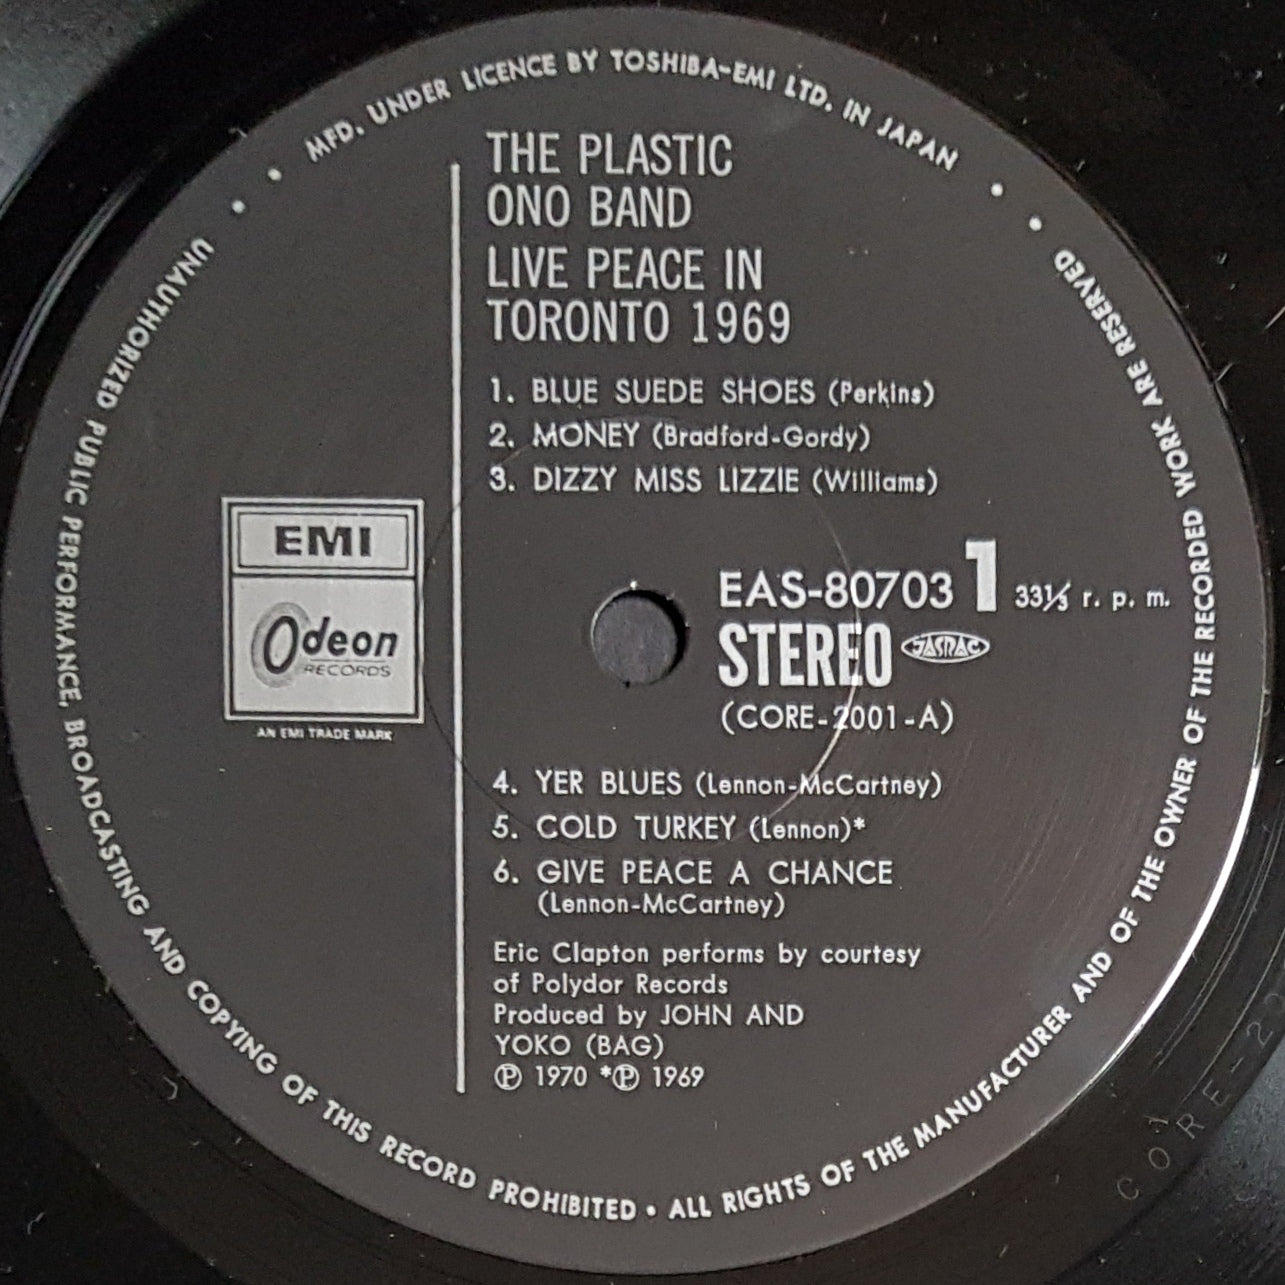 MFD. UNDER LICENCE BY TOSHIBA-EMI LTD. IN JAPAN
THE PLASTIC
ONO BAND
LIVE PEACE IN
TORONTO 1969
1. BLUE SUEDE SHOES (Perkins)
2. MONEY (Bradford-Gordy)
3. DIZZY MISS LIZZIE (Williams)
EMI
Odeon
RECORDS
AN EMI TRADE MARK
EAS-80703 1 33⅓ r. p. m.
STEREO JASRAC
(CORE-2001-A)
4. YER BLUES (Lennon-McCartney)
5. COLD TURKEY (Lennon)*
6. GIVE PEACE A CHANCE
(Lennon-McCartney)
Eric Clapton performs by courtesy
of Polydor Records
Produced by JOHN AND
YOKO (BAG)
Ⓟ 1970 *Ⓟ 1969
UNAUTHORIZED PUBLIC PERFORMANCE, BROADCASTING AND COPYING OF THIS RECORD PROHIBITED • ALL RIGHTS OF THE MANUFACTURER AND OF THE OWNER OF THE RECORDED WORK ARE RESERVED